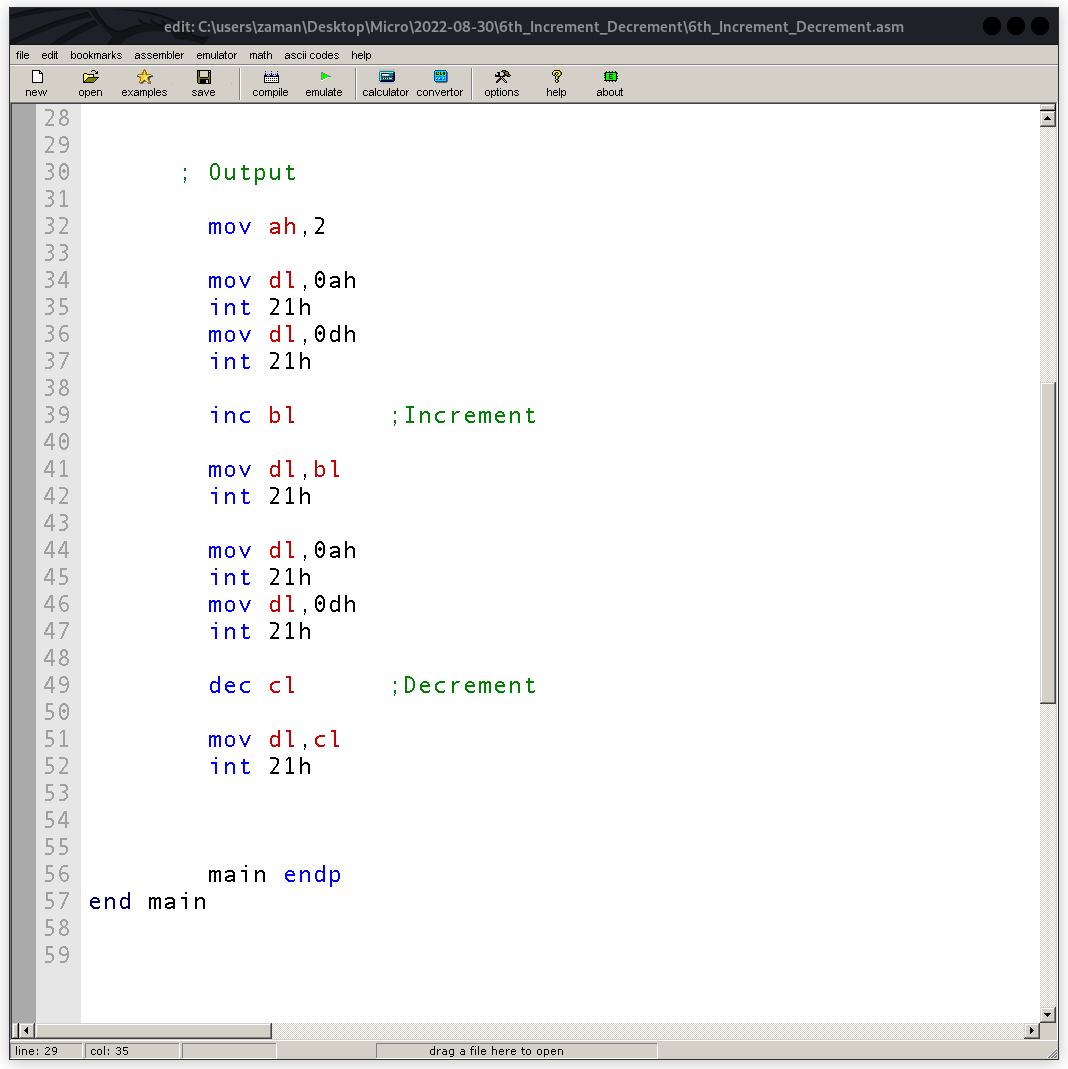 edit: C:\users\zaman\Desktop\Micro\2022-08-30\6th_Increment_Decrement\6th_Increment_Decrement.asm
file edit bookmarks assembler emulator math ascii codes help
new open examples save compile emulate calculator convertor options help about
28
29
30 ; Output
31
32 mov ah,2
33
34 mov dl,0ah
35 int 21h
36 mov dl,0dh
37 int 21h
38
39 inc bl ;Increment
40
41 mov dl,bl
42 int 21h
43
44 mov dl,0ah
45 int 21h
46 mov dl,0dh
47 int 21h
48
49 dec cl ;Decrement
50
51 mov dl,cl
52 int 21h
53
54
55
56 main endp
57 end main
58
59
line: 29 col: 35 drag a file here to open